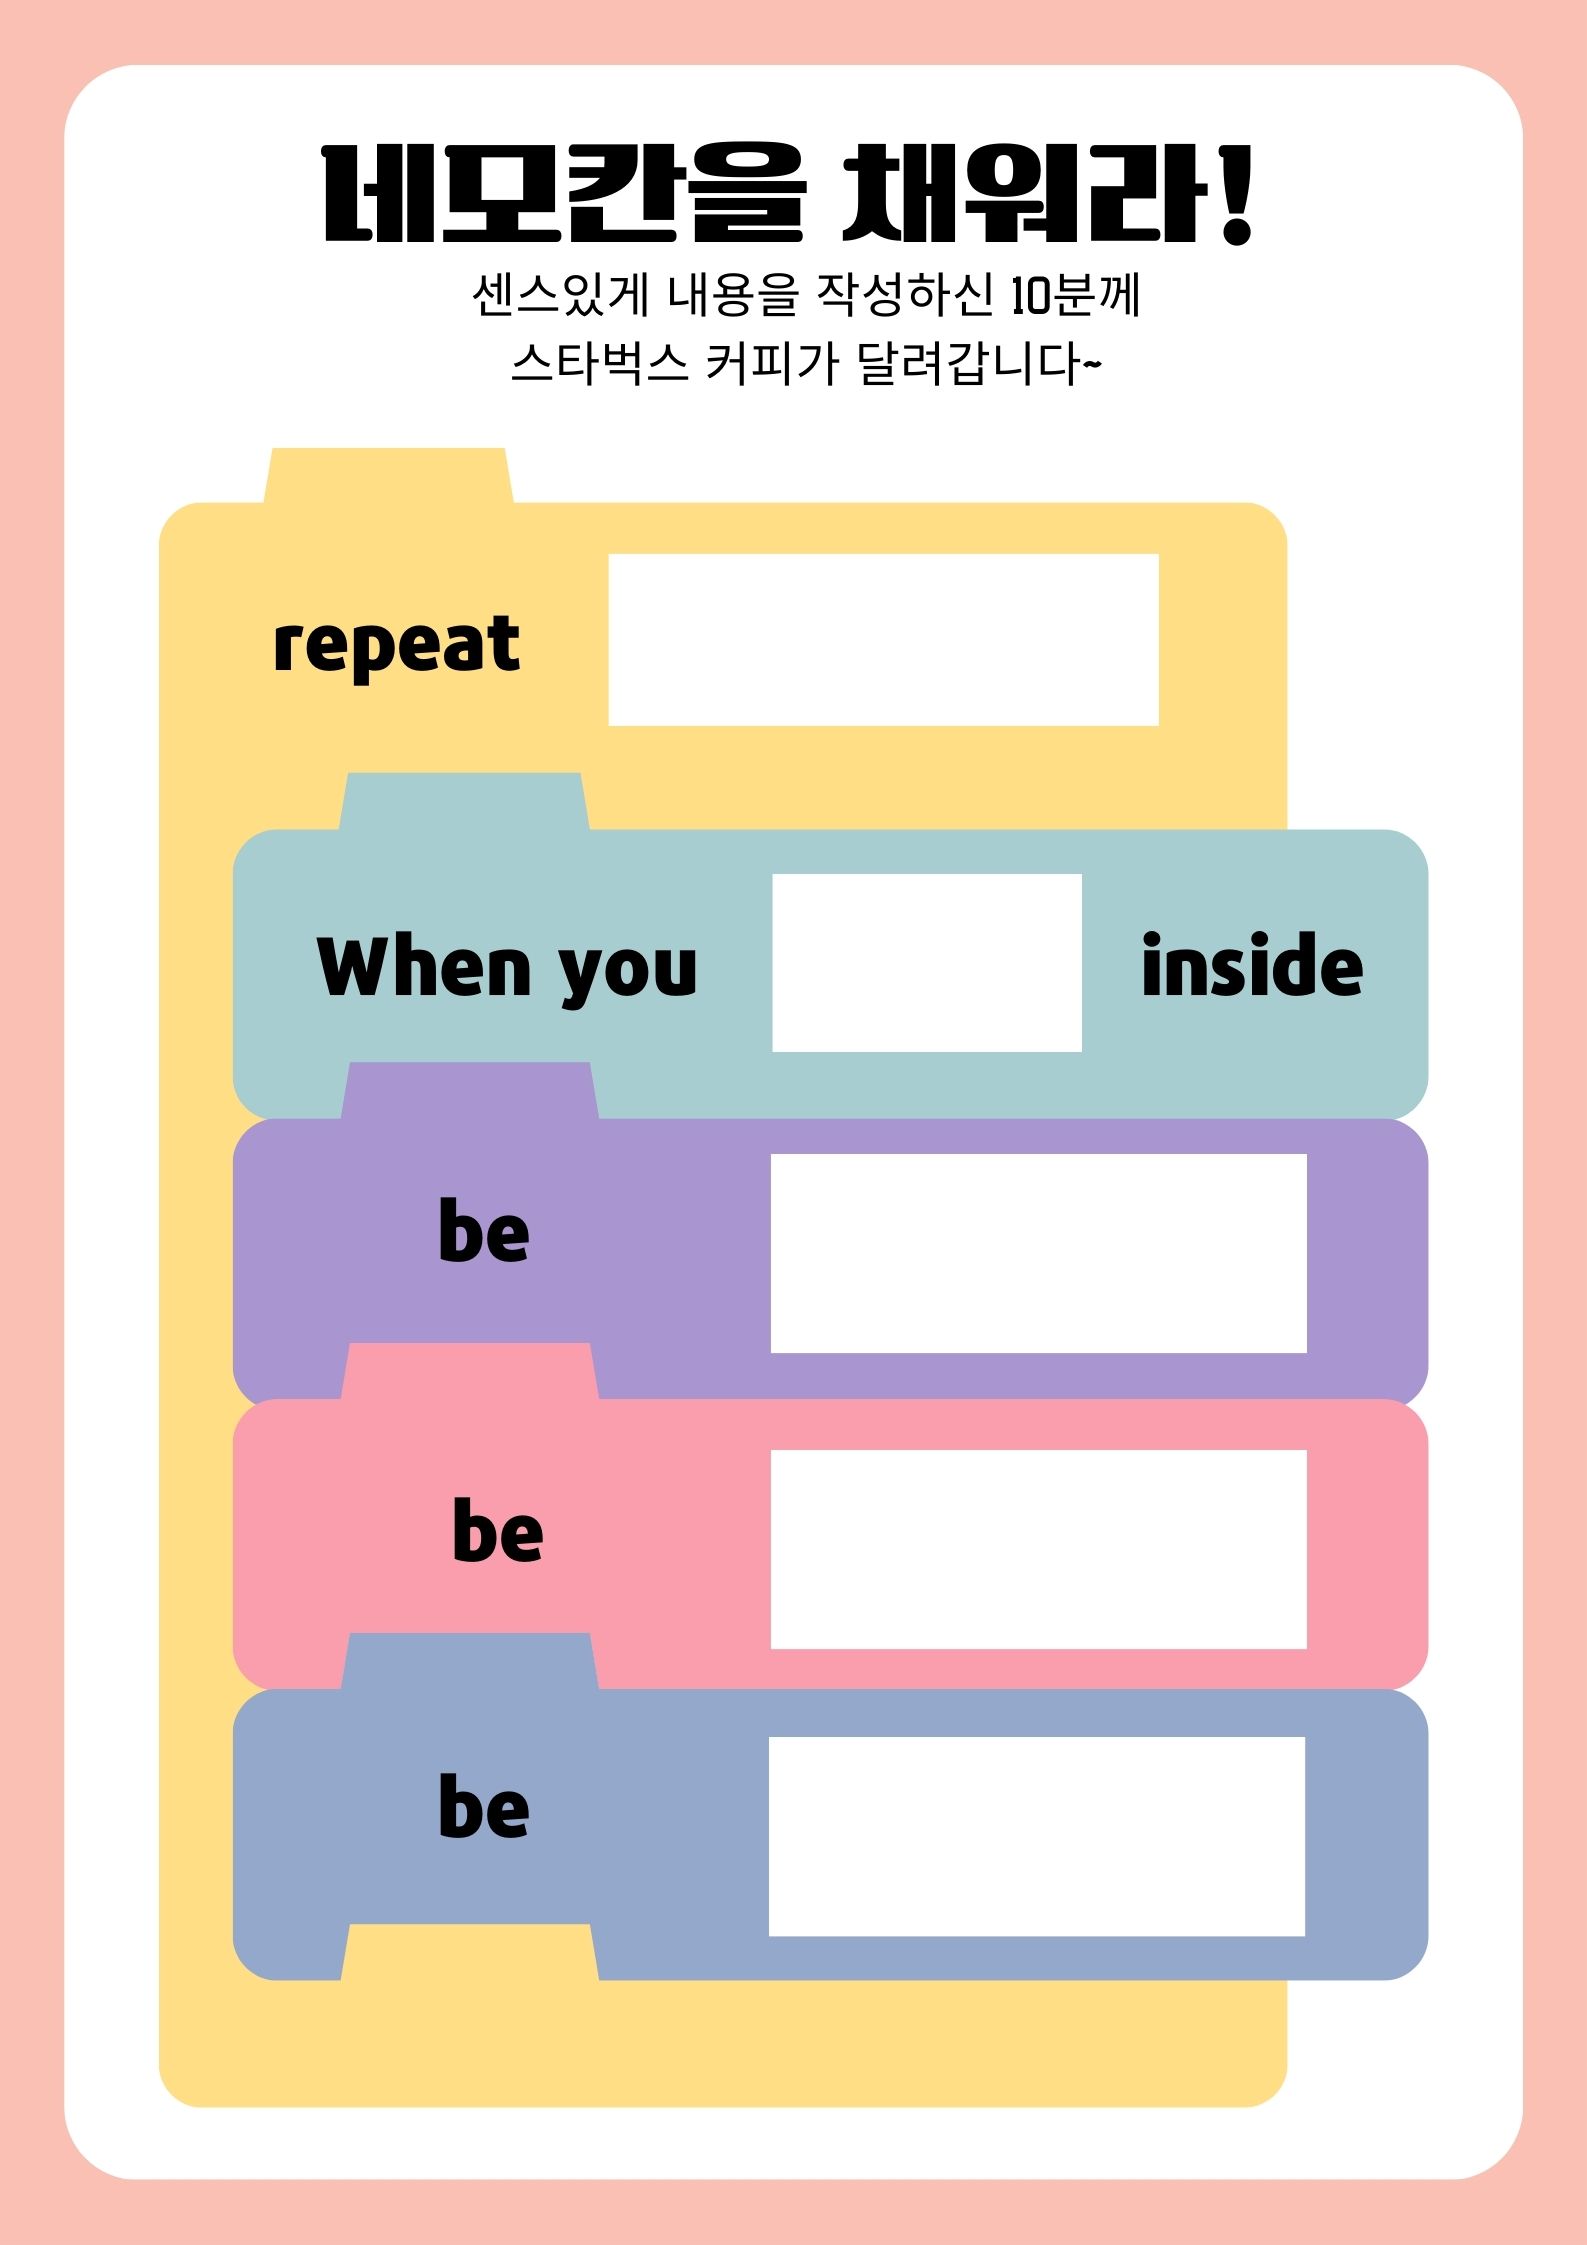 네모칸을 채워라!
센스있게 내용을 작성하신 10분께
스타벅스 커피가 달려갑니다~
repeat
When you inside
be
be
be